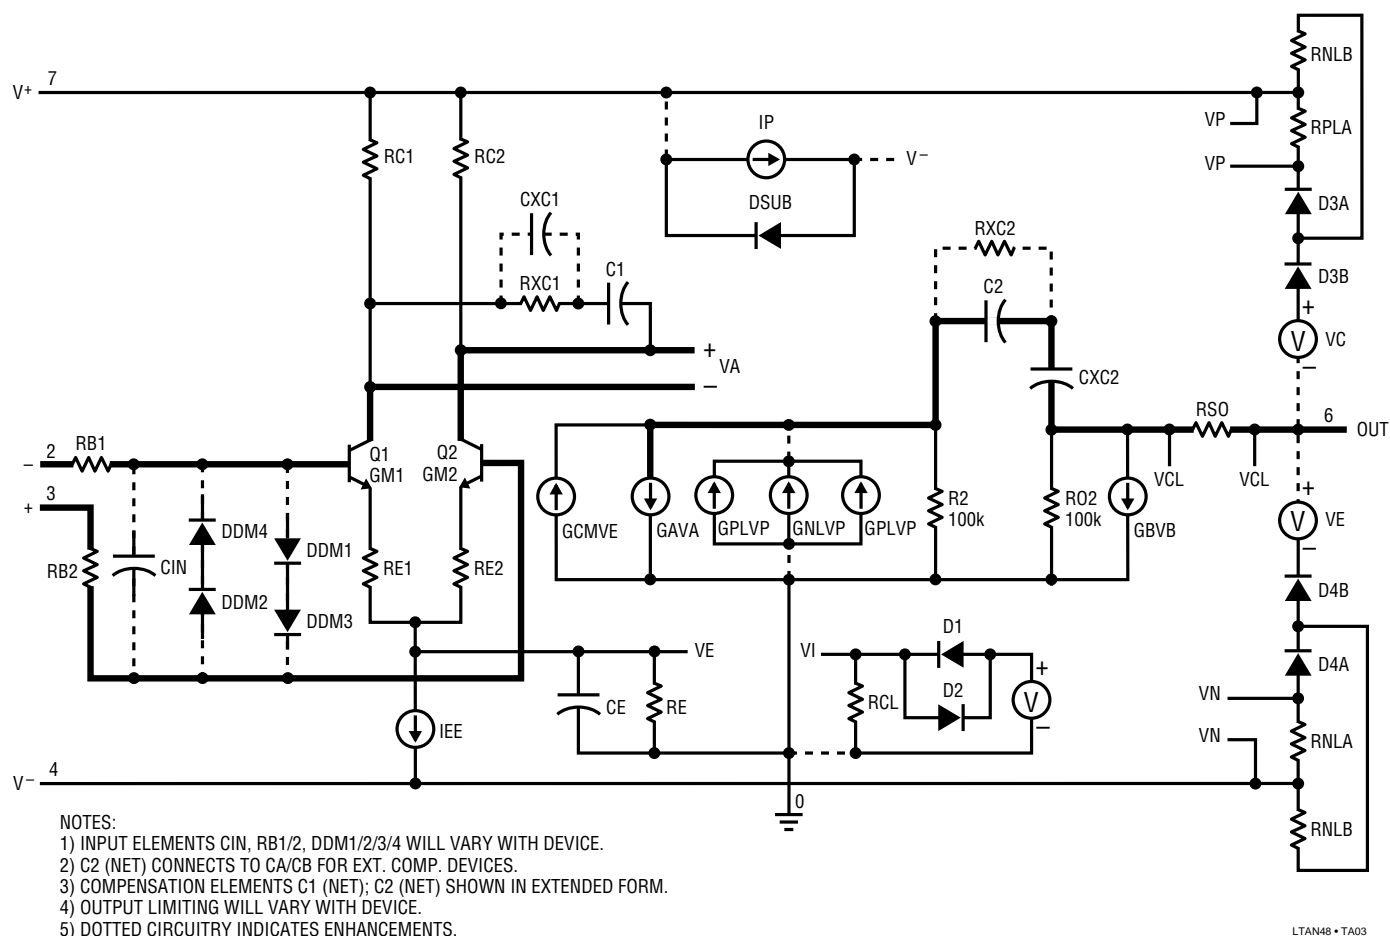 RNLB
V+ 7
IP
VP
RPLA
RC1
RC2
V−
VP
DSUB
D3A
CXC1
RXC2
D3B
RXC1
C1
C2
+
V
VC
−
+
VA
−
CXC2
RSO
6
OUT
2
RB1
−
Q1
GM1
Q2
GM2
VCL
VCL
3
+
+
V
VE
−
GCMVE
GAVA
GPLVP
GNLVP
GPLVP
R2
100k
RO2
100k
GBVB
DDM4
DDM1
RB2
CIN
RE1
RE2
D4B
DDM2
DDM3
D1
VE
VI
D4A
+
V
−
D2
VN
CE
RE
RCL
IEE
VN
RNLA
V− 4
0
RNLB
NOTES:
1) INPUT ELEMENTS CIN, RB1/2, DDM1/2/3/4 WILL VARY WITH DEVICE.
2) C2 (NET) CONNECTS TO CA/CB FOR EXT. COMP. DEVICES.
3) COMPENSATION ELEMENTS C1 (NET); C2 (NET) SHOWN IN EXTENDED FORM.
4) OUTPUT LIMITING WILL VARY WITH DEVICE.
5) DOTTED CIRCUITRY INDICATES ENHANCEMENTS.
LTAN48 • TA03